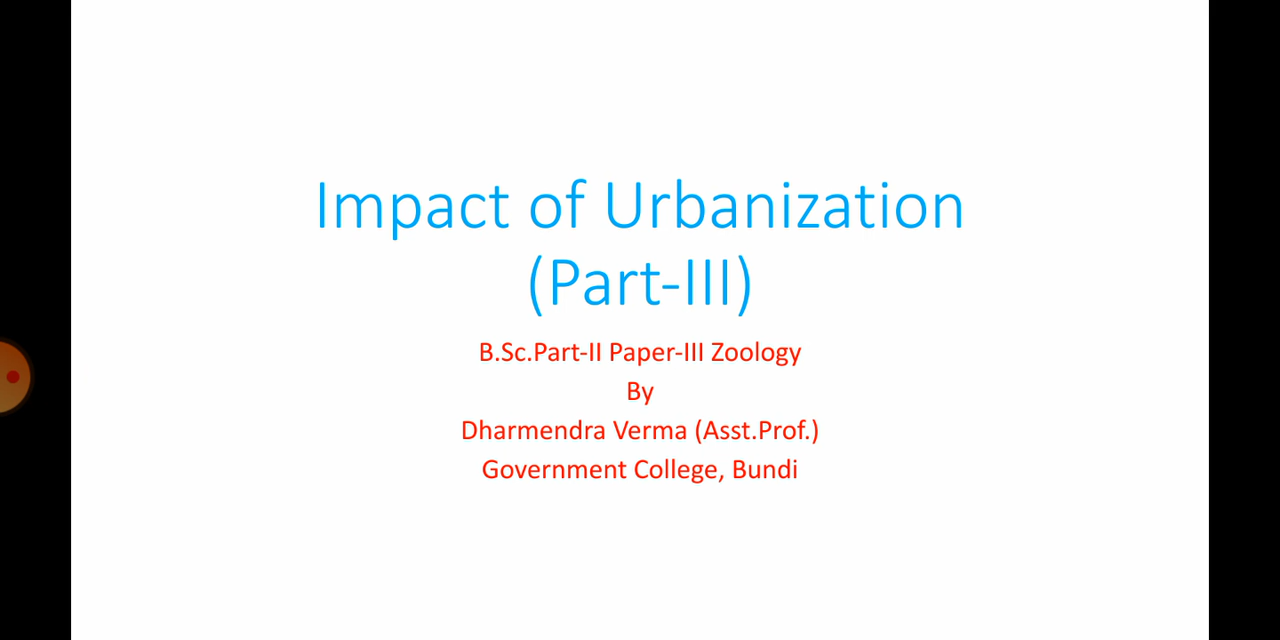 Impact of Urbanization
(Part-III)
B.Sc.Part-II Paper-III Zoology
By
Dharmendra Verma (Asst.Prof.)
Government College, Bundi